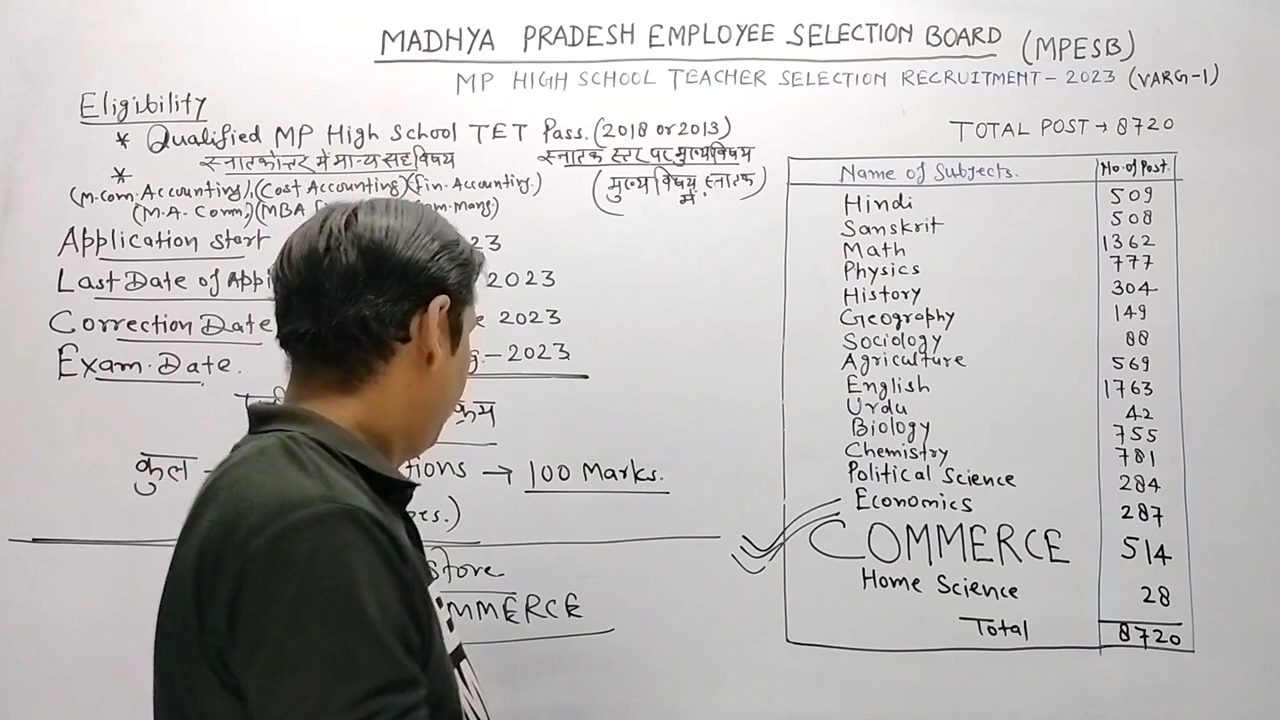 MADHYA PRADESH EMPLOYEE SELECTION BOARD (MPESB)
MP HIGH SCHOOL TEACHER SELECTION RECRUITMENT - 2023 (VARG-1)
Eligibility
* Qualified MP High School TET Pass. (2018 or 2013)
* स्नातकोत्तर में मान्य सह विषय स्नातक स्तर पर मुख्य विषय
(M.com. Accounting), (Cost Accounting) (fin. Accounting.)
(M.A. Comm,) (MBA
(मुख्य विषय स्नातक में.)
Application start 23
Last Date of 2023
Correction Date 2023
Exam. Date. - 2023
कुल - tions → 100 Marks.
store
MMERCE
TOTAL POST → 8720
Name of Subjects. No. of Post.
Hindi 509
Sanskrit 508
Math 1362
Physics 777
History 304
Geography 149
Sociology 88
Agriculture 569
English 1763
Urdu 42
Biology 755
Chemistry 781
Political Science 284
Economics 287
COMMERCE 514
Home Science 28
Total 8720